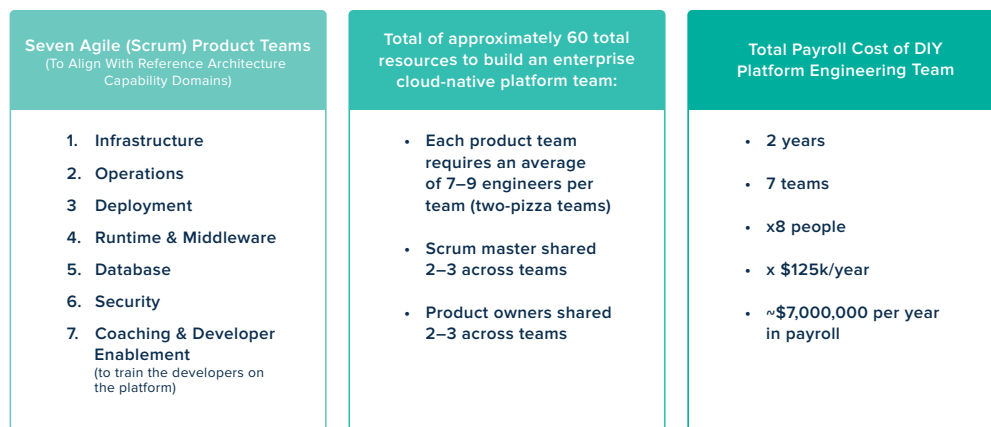 Seven Agile (Scrum) Product Teams
(To Align With Reference Architecture
Capability Domains)
1. Infrastructure
2. Operations
3 Deployment
4. Runtime & Middleware
5. Database
6. Security
7. Coaching & Developer
Enablement
(to train the developers on
the platform)
Total of approximately 60 total
resources to build an enterprise
cloud-native platform team:
• Each product team
requires an average
of 7–9 engineers per
team (two-pizza teams)
• Scrum master shared
2–3 across teams
• Product owners shared
2–3 across teams
Total Payroll Cost of DIY
Platform Engineering Team
• 2 years
• 7 teams
• x8 people
• x $125k/year
• ~$7,000,000 per year
in payroll